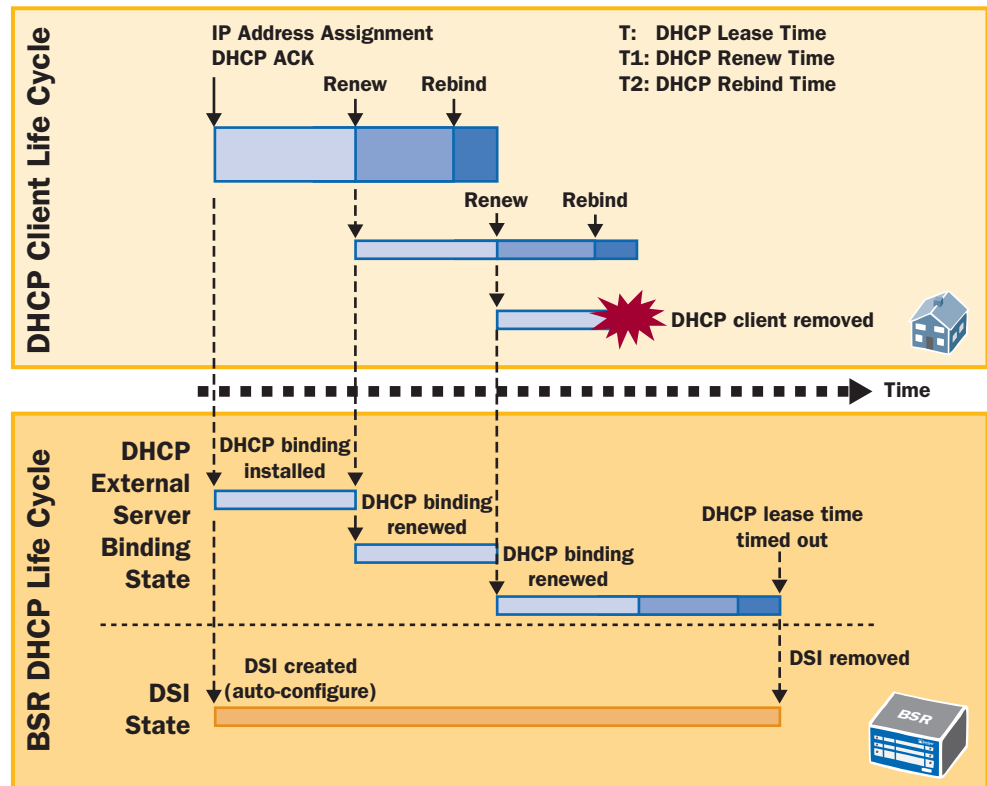 DHCP Client Life Cycle
IP Address Assignment
DHCP ACK
T: DHCP Lease Time
T1: DHCP Renew Time
T2: DHCP Rebind Time
Renew
Rebind
Renew
Rebind
DHCP client removed
Time
BSR DHCP Life Cycle
DHCP
External
Server
Binding
State
DHCP binding
installed
DHCP binding
renewed
DHCP binding
renewed
DHCP lease time
timed out
DSI removed
DSI
State
DSI created
(auto-configure)
BSR